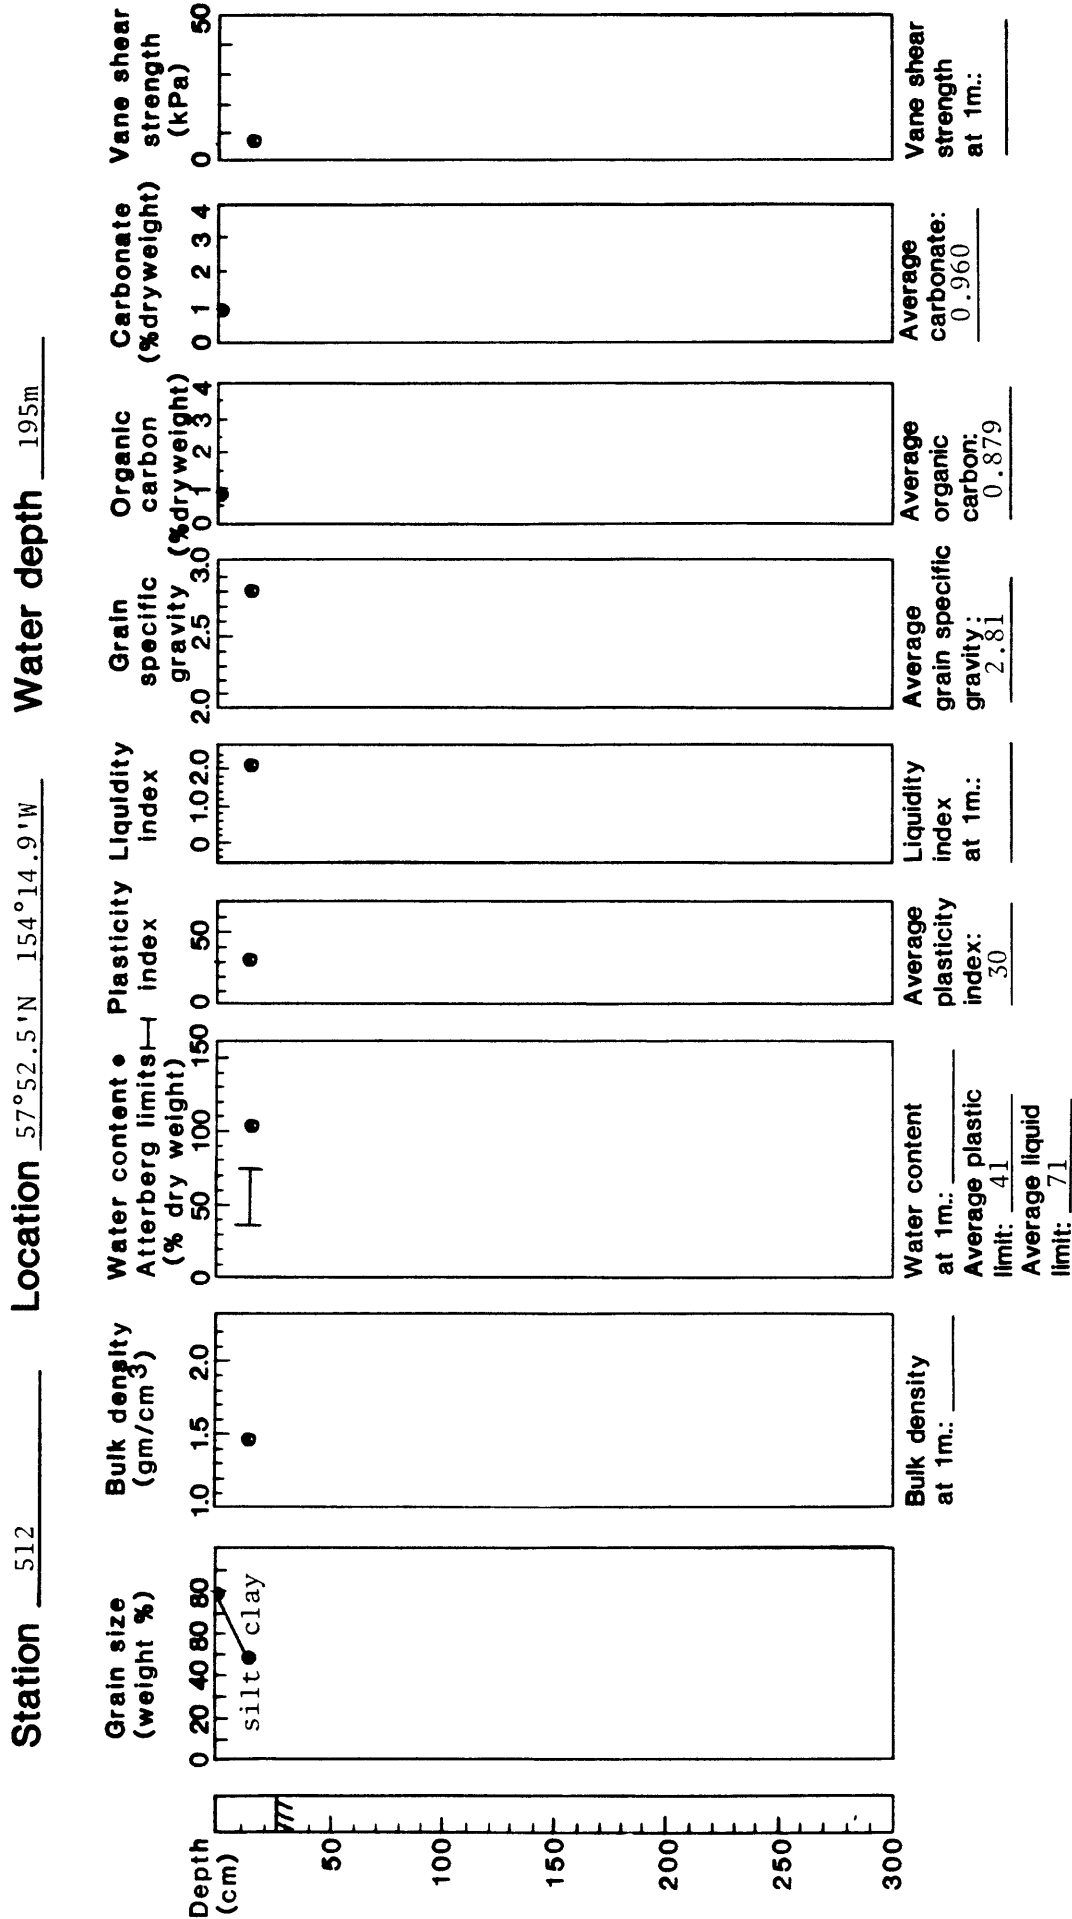 Station 512 Location 57°52.5'N 154°14.9'W Water depth 195m
Depth
(cm)
50
100
150
200
250
300
Grain size
(weight %)
0 20 40 60 80
silt clay
Bulk density
(gm/cm³)
1.0 1.5 2.0
Bulk density
at 1m.:
Water content •
Atterberg limits
(% dry weight)
0 50 100 150
Water content
at 1m.:
Average plastic
limit: 41
Average liquid
limit: 71
Plasticity
index
0 50
Average
plasticity
index:
30
Liquidity
index
0 1.0 2.0
Liquidity
index
at 1m.:
Grain
specific
gravity
2.0 2.5 3.0
Average
grain specific
gravity:
2.81
Organic
carbon
(%dryweight)
0 1 2 3 4
Average
organic
carbon:
0.879
Carbonate
(%dryweight)
0 1 2 3 4
Average
carbonate:
0.960
Vane shear
strength
(kPa)
0 50
Vane shear
strength
at 1m.: